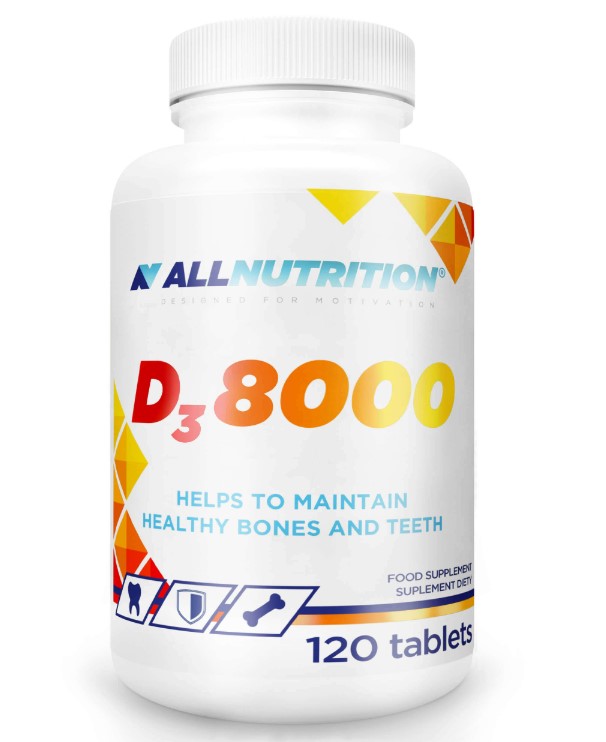 ALLNUTRITION®
DESIGNED FOR MOTIVATION
D3 8000
HELPS TO MAINTAIN
HEALTHY BONES AND TEETH
FOOD SUPPLEMENT
SUPLEMENT DIETY
120 tablets